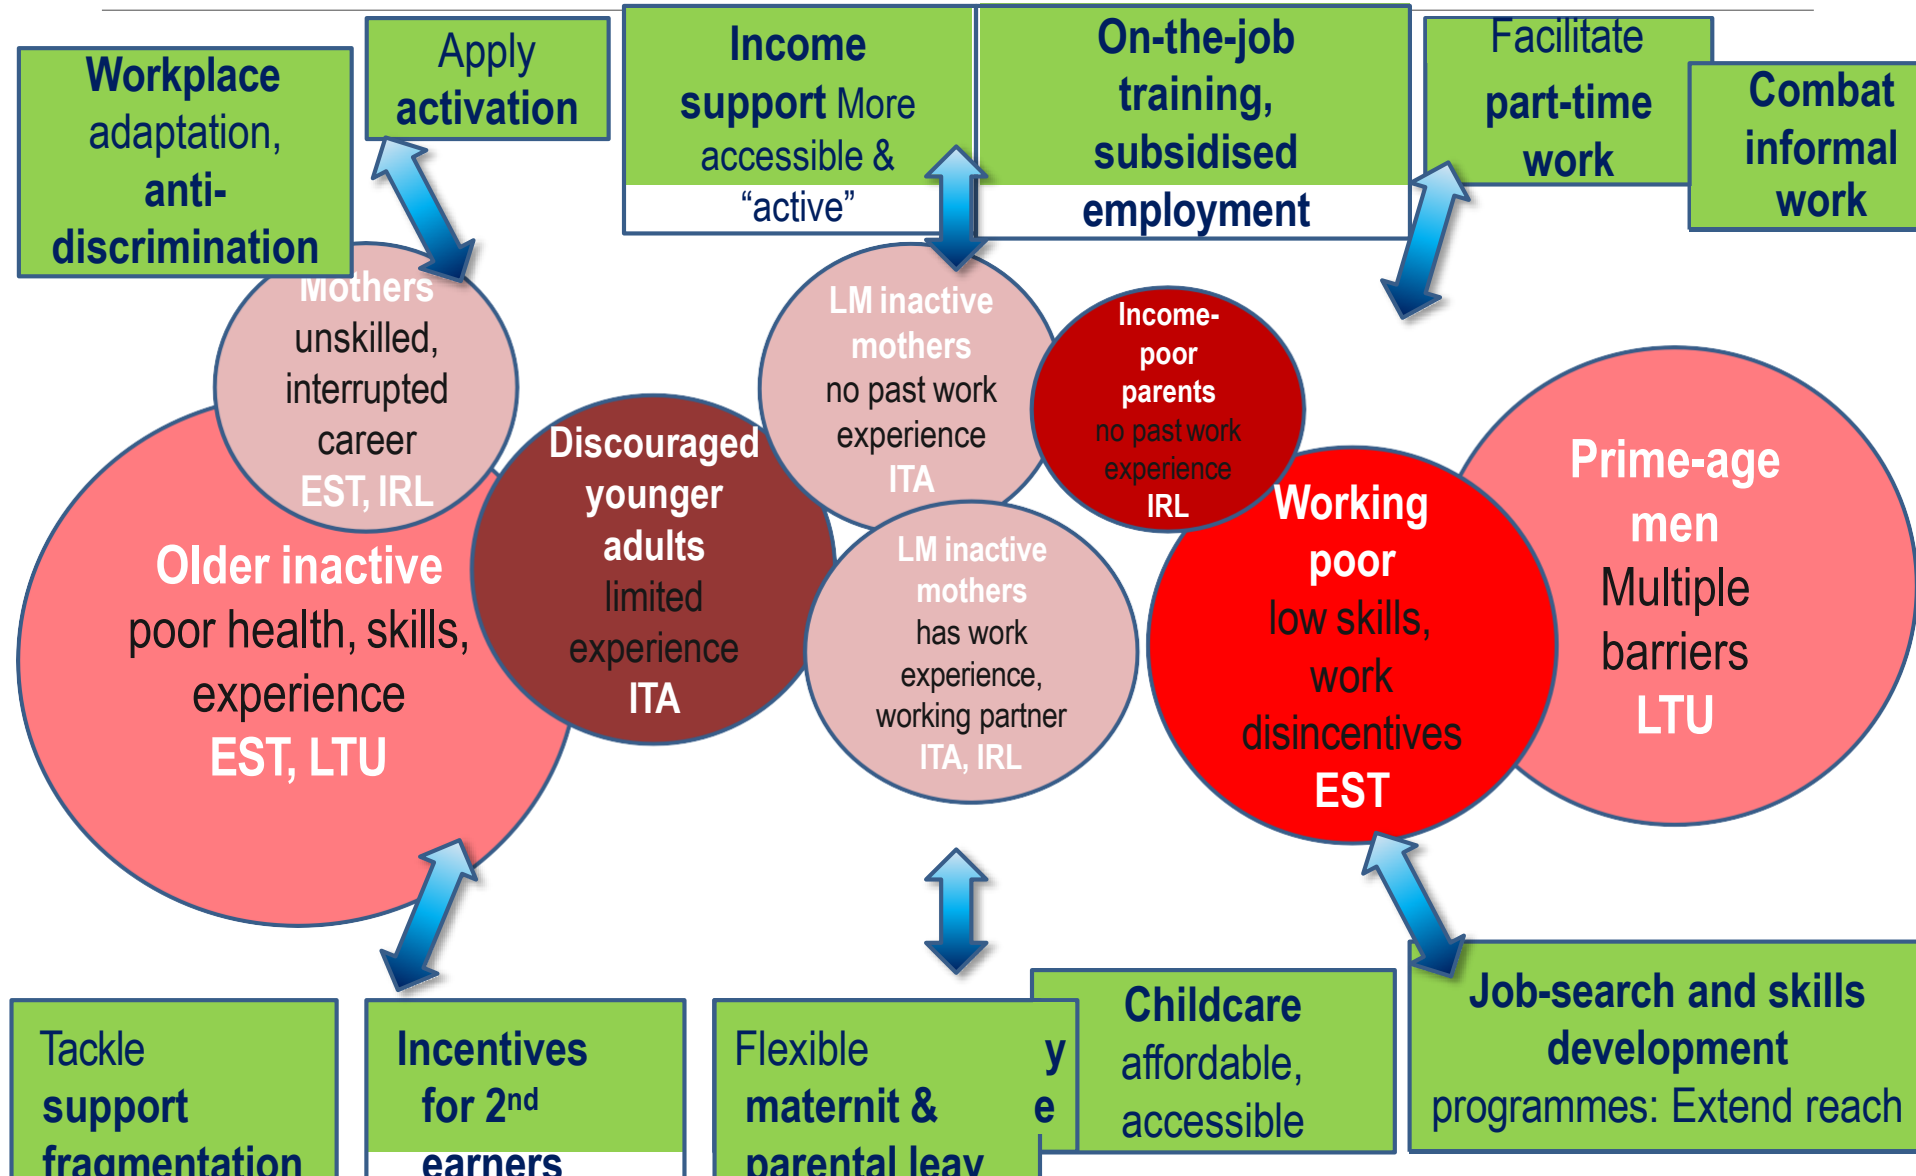 Workplace
adaptation,
anti-
discrimination
Apply
activation
Income
support More
accessible &
“active”
On-the-job
training,
subsidised
employment
Facilitate
part-time
work
Combat
informal
work
Mothers
unskilled,
interrupted
career
EST, IRL
LM inactive
mothers
no past work
experience
ITA
Income-
poor
parents
no past work
experience
IRL
Older inactive
poor health, skills,
experience
EST, LTU
Discouraged
younger
adults
limited
experience
ITA
LM inactive
mothers
has work
experience,
working partner
ITA, IRL
Working
poor
low skills,
work
disincentives
EST
Prime-age
men
Multiple
barriers
LTU
Tackle
support
fragmentation
Incentives
for 2nd
earners
Flexible y
maternit & e
parental leav
Childcare
affordable,
accessible
Job-search and skills
development
programmes: Extend reach